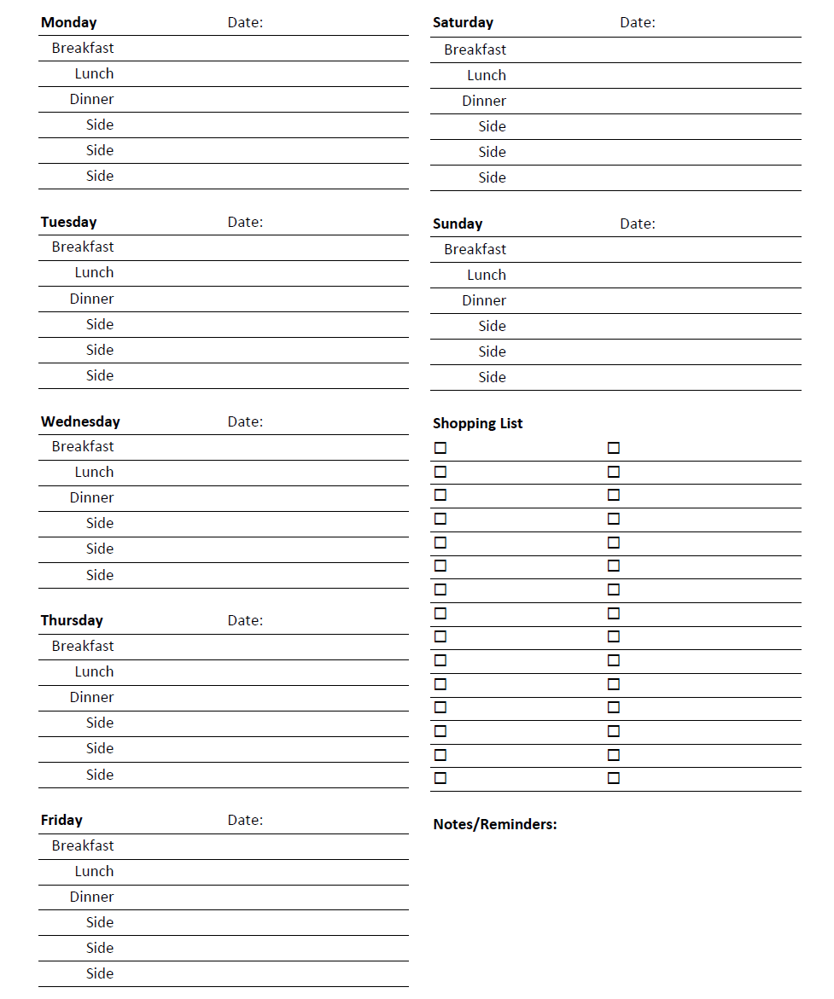 Monday Date:
Breakfast
Lunch
Dinner
Side
Side
Side
Tuesday Date:
Breakfast
Lunch
Dinner
Side
Side
Side
Wednesday Date:
Breakfast
Lunch
Dinner
Side
Side
Side
Thursday Date:
Breakfast
Lunch
Dinner
Side
Side
Side
Friday Date:
Breakfast
Lunch
Dinner
Side
Side
Side
Saturday Date:
Breakfast
Lunch
Dinner
Side
Side
Side
Sunday Date:
Breakfast
Lunch
Dinner
Side
Side
Side
Shopping List
Notes/Reminders: